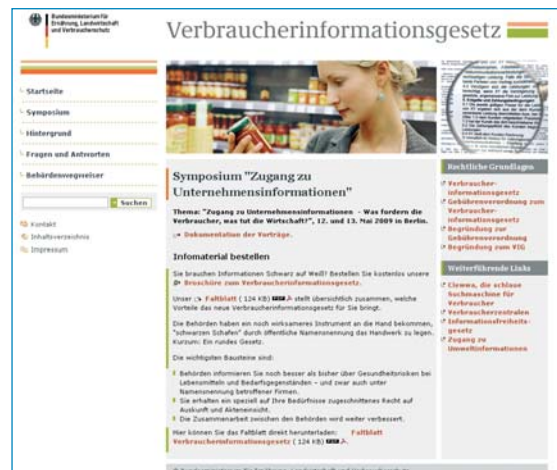 Bundesministerium für
Ernährung, Landwirtschaft
und Verbraucherschutz
Verbraucherinformationsgesetz
Startseite
Symposium
Hintergrund
Fragen und Antworten
Behördenwegweiser
Suchen
Kontakt
Inhaltsverzeichnis
Impressum
Symposium "Zugang zu
Unternehmensinformationen"
Thema: "Zugang zu Unternehmensinformationen - Was fordern die
Verbraucher, was tut die Wirtschaft?", 12. und 13. Mai 2009 in Berlin.
Dokumentation der Vorträge.
Infomaterial bestellen
Sie brauchen Informationen Schwarz auf Weiß? Bestellen Sie kostenlos unsere
Broschüre zum Verbraucherinformationsgesetz.
Unser Faltblatt ( 124 KB) stellt übersichtlich zusammen, welche
Vorteile das neue Verbraucherinformationsgesetz für Sie bringt.
Die Behörden haben ein noch wirksameres Instrument an die Hand bekommen,
"schwarzen Schafen" durch öffentliche Namensnennung das Handwerk zu legen.
Kurzum: Ein rundes Gesetz.
Die wichtigsten Bausteine sind:
Behörden informieren Sie noch besser als bisher über Gesundheitsrisiken bei
Lebensmitteln und Bedarfsgegenständen – und zwar auch unter
Namensnennung betroffener Firmen.
Sie erhalten ein speziell auf Ihre Bedürfnisse zugeschnittenes Recht auf
Auskunft und Akteneinsicht.
Die Zusammenarbeit zwischen den Behörden wird weiter verbessert.
Hier können Sie das Faltblatt direkt herunterladen: Faltblatt
Verbraucherinformationsgesetz ( 124 KB)
Rechtliche Grundlagen
Verbraucher-
informationsgesetz
Gebührenverordnung zum
Verbraucher-
informationsgesetz
Begründung zur
Gebührenverordnung
Begründung zum VIG
Weiterführende Links
Clewwa, die schlaue
Suchmaschine für
Verbraucher
Verbraucherzentralen
Informationsfreiheits-
gesetz
Zugang zu
Umweltinformationen